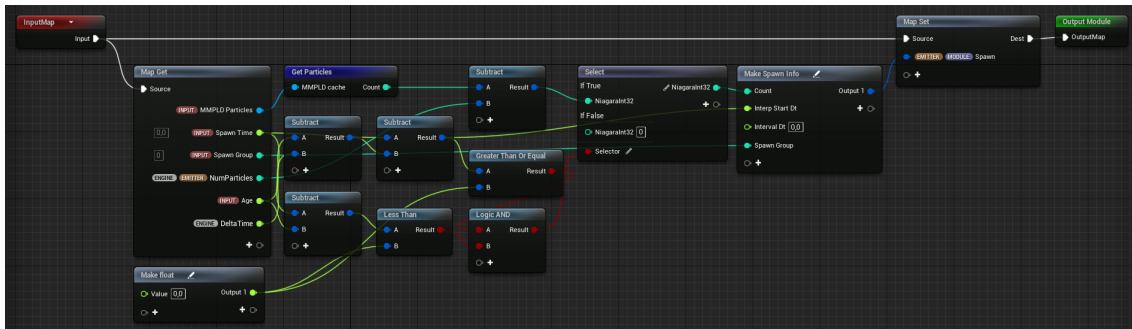 InputMap
Input
Map Get
Source
INPUT MMPLD Particles
0,0 INPUT Spawn Time
0 INPUT Spawn Group
ENGINE EMITTER NumParticles
INPUT Age
ENGINE DeltaTime
+
Make float
Value 0,0 Output 1
+ +
Get Particles
MMPLD cache Count
Subtract
A Result
B
+
Subtract
A Result
B
+
Subtract
A Result
B
+
Less Than
A Result
B
Subtract
A Result
B
+
Greater Than Or Equal
A Result
B
Logic AND
A Result
B
+
Select
If True NiagaraInt32
NiagaraInt32 +
If False
NiagaraInt32 0
Selector
Make Spawn Info
Count Output 1
Interp Start Dt +
Interval Dt 0,0
Spawn Group
+
Map Set
Source Dest
EMITTER MODULE Spawn
+
Output Module
OutputMap